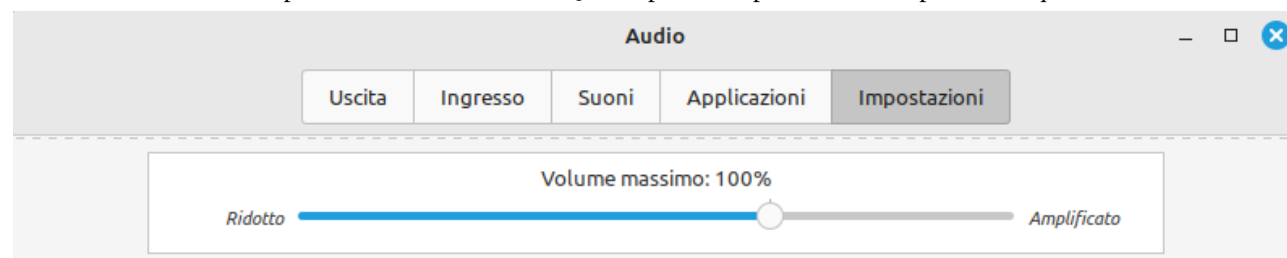 Audio
Uscita Ingresso Suoni Applicazioni Impostazioni
Volume massimo: 100%
Ridotto Amplificato